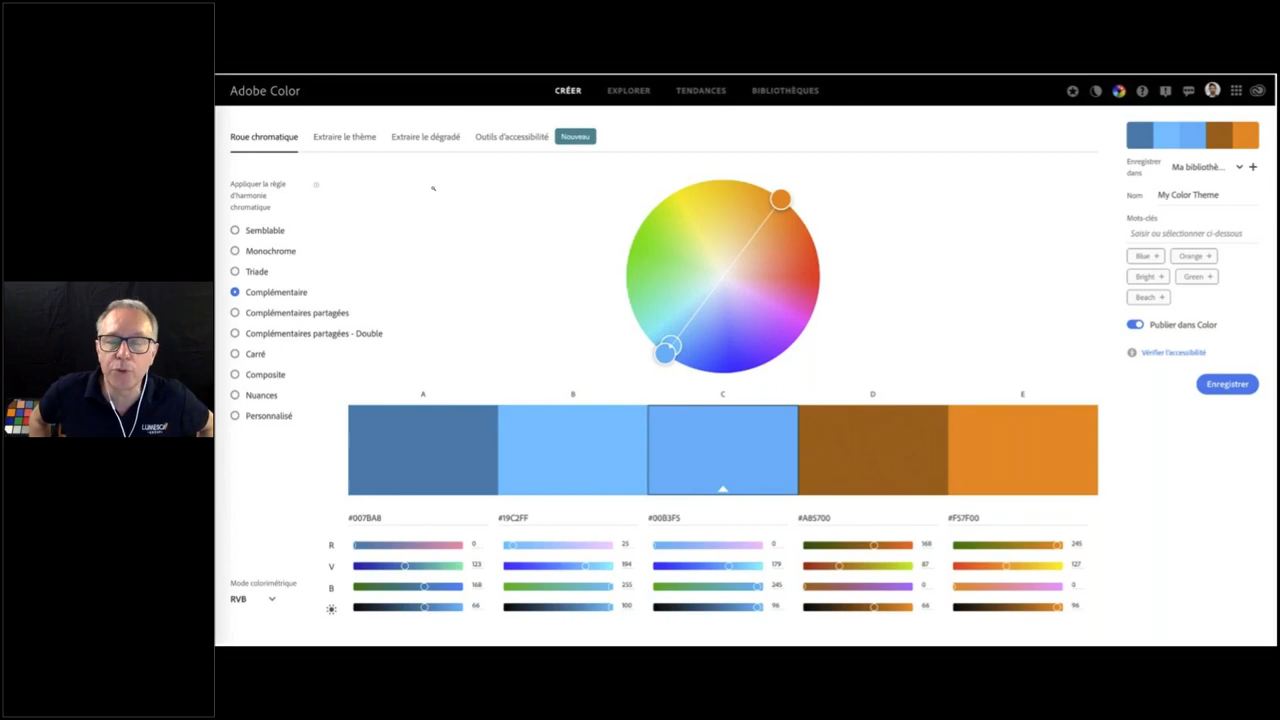 Adobe Color
CRÉER
EXPLORER
TENDANCES
BIBLIOTHÈQUES
Roue chromatique
Extraire le thème
Extraire le dégradé
Outils d'accessibilité
Nouveau
Appliquer la règle
d'harmonie
chromatique
Semblable
Monochrome
Triade
Complémentaire
Complémentaires partagées
Complémentaires partagées - Double
Carré
Composite
Nuances
Personnalisé
Enregistrer
dans
Ma bibliothè...
Nom
My Color Theme
Mots-clés
Saisir ou sélectionner ci-dessous
Blue +
Orange +
Bright +
Green +
Beach +
Publier dans Color
Vérifier l'accessibilité
Enregistrer
A B C D E
#007BA8 #19C2FF #00B3F5 #A85700 #F57F00
R 0 25 0 168 245
V 123 194 179 87 127
B 168 255 245 0 0
66 100 96 66 96
Mode colorimétrique
RVB
LUMESCA